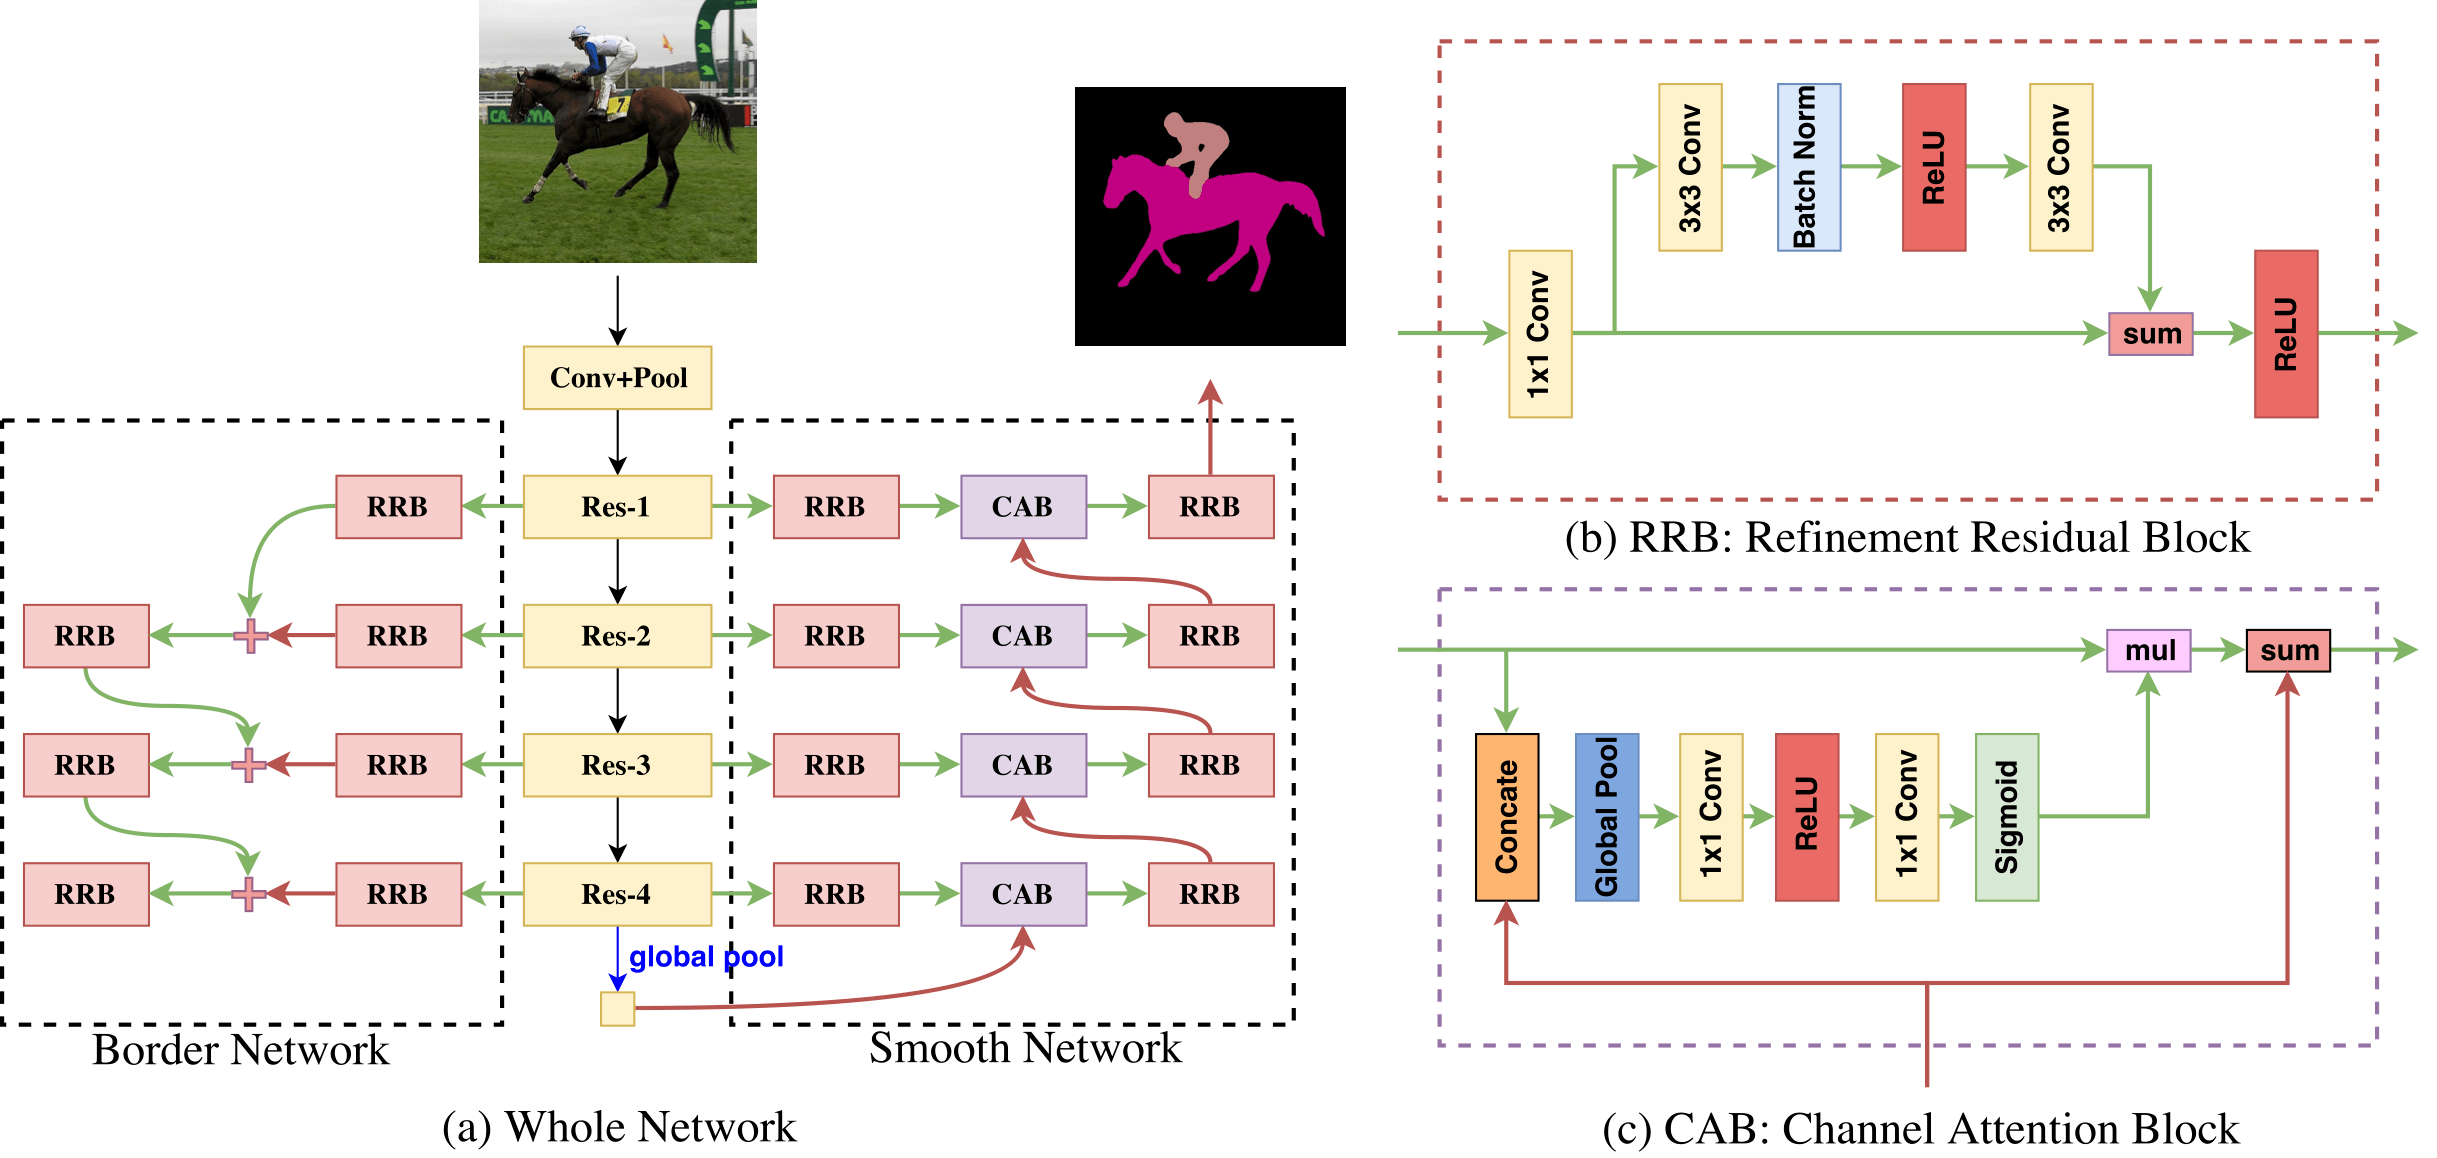 7
Conv+Pool
RRB Res-1 RRB CAB RRB
RRB RRB Res-2 RRB CAB RRB
RRB RRB Res-3 RRB CAB RRB
RRB RRB Res-4 RRB CAB RRB
global pool
Border Network
Smooth Network
(a) Whole Network
3x3 Conv
Batch Norm
ReLU
3x3 Conv
1x1 Conv
sum
ReLU
(b) RRB: Refinement Residual Block
mul
sum
Concate
Global Pool
1x1 Conv
ReLU
1x1 Conv
Sigmoid
(c) CAB: Channel Attention Block